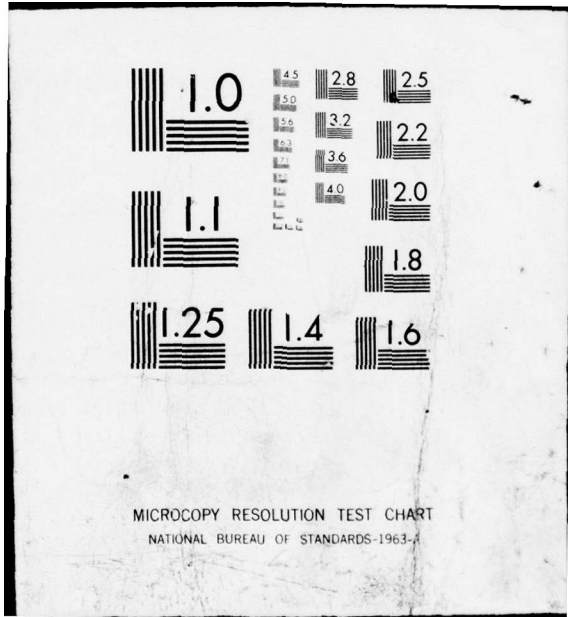 1.0
4.5 2.8 2.5
5.0
5.6 3.2 2.2
6.3
7.1 3.6
4.0 2.0
1.1
1.8
1.25 1.4 1.6
MICROCOPY RESOLUTION TEST CHART
NATIONAL BUREAU OF STANDARDS-1963-A